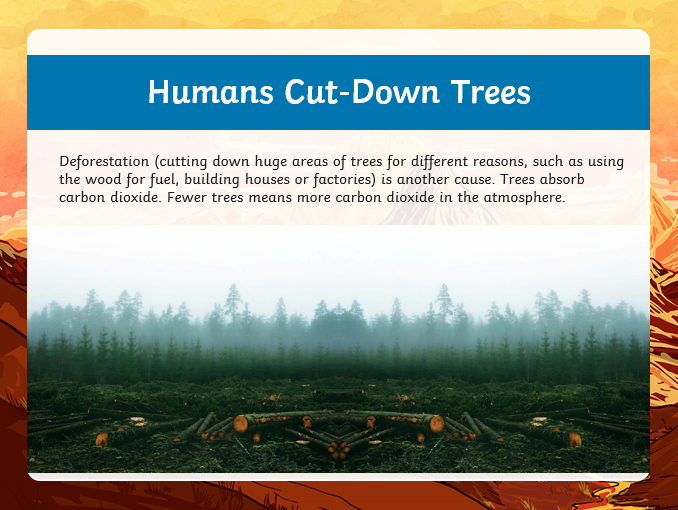 Humans Cut-Down Trees
Deforestation (cutting down huge areas of trees for different reasons, such as using
the wood for fuel, building houses or factories) is another cause. Trees absorb
carbon dioxide. Fewer trees means more carbon dioxide in the atmosphere.